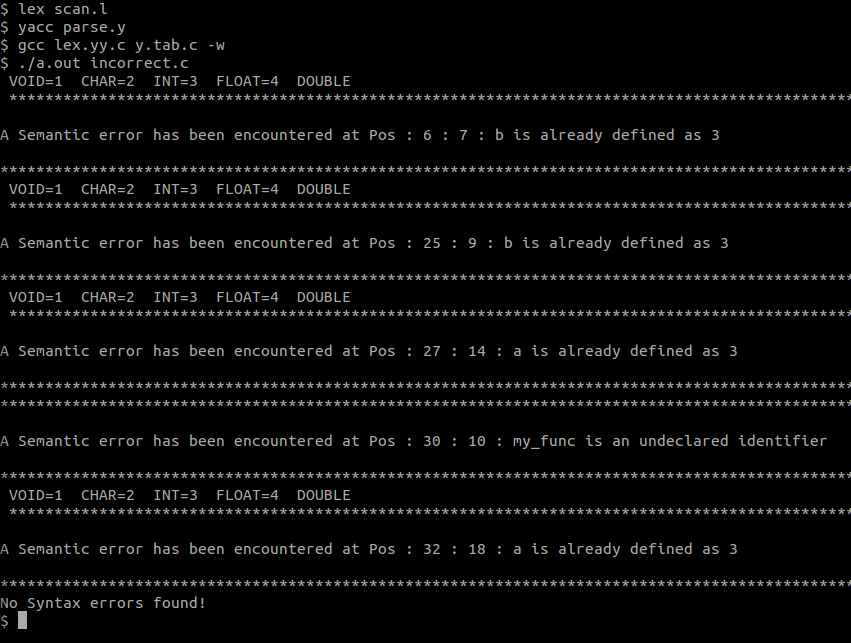 $ lex scan.l
$ yacc parse.y
$ gcc lex.yy.c y.tab.c -w
$ ./a.out incorrect.c
 VOID=1  CHAR=2  INT=3  FLOAT=4  DOUBLE
 *********************************************************************************************
A Semantic error has been encountered at Pos : 6 : 7 : b is already defined as 3
**********************************************************************************************
 VOID=1  CHAR=2  INT=3  FLOAT=4  DOUBLE
 *********************************************************************************************
A Semantic error has been encountered at Pos : 25 : 9 : b is already defined as 3
**********************************************************************************************
 VOID=1  CHAR=2  INT=3  FLOAT=4  DOUBLE
 *********************************************************************************************
A Semantic error has been encountered at Pos : 27 : 14 : a is already defined as 3
**********************************************************************************************
**********************************************************************************************
A Semantic error has been encountered at Pos : 30 : 10 : my_func is an undeclared identifier
**********************************************************************************************
 VOID=1  CHAR=2  INT=3  FLOAT=4  DOUBLE
 *********************************************************************************************
A Semantic error has been encountered at Pos : 32 : 18 : a is already defined as 3
**********************************************************************************************
No Syntax errors found!
$